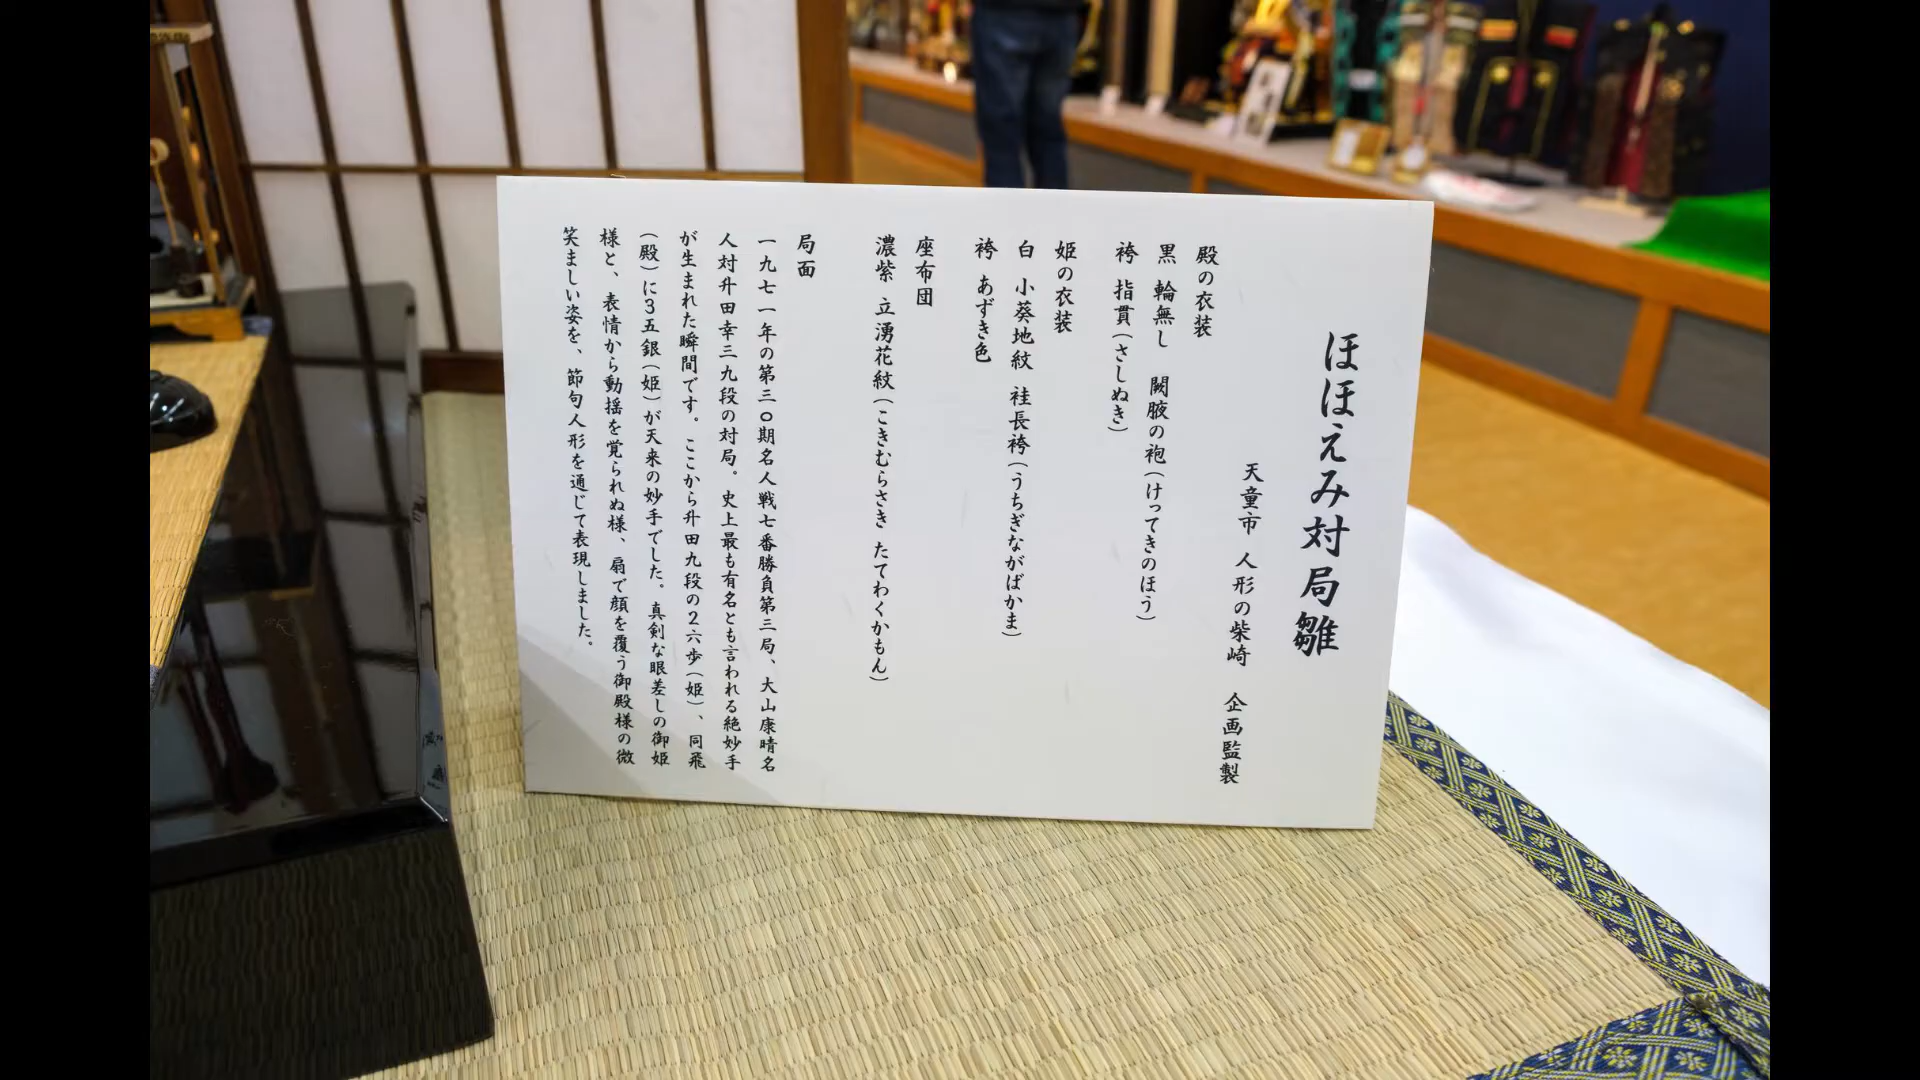 ほほえみ対局雛
天童市 人形の柴崎 企画監製
殿の衣装
黒 輪無し 闕腋の袍(けってきのほう)
袴 指貫(さしぬき)
姫の衣装
白 小葵地紋 袿長袴(うちぎながばかま)
袴 あずき色
座布団
濃紫 立湧花紋(こきむらさき たてわくかもん)
局面
一九七一年の第三〇期名人戦七番勝負第三局、大山康晴名
人対升田幸三九段の対局。史上最も有名とも言われる絶妙手
が生まれた瞬間です。ここから升田九段の2六歩(姫)、同飛
(殿)に3五銀(姫)が天来の妙手でした。真剣な眼差しの御姫
様と、表情から動揺を覚られぬ様、扇で顔を覆う御殿様の微
笑ましい姿を、節句人形を通じて表現しました。